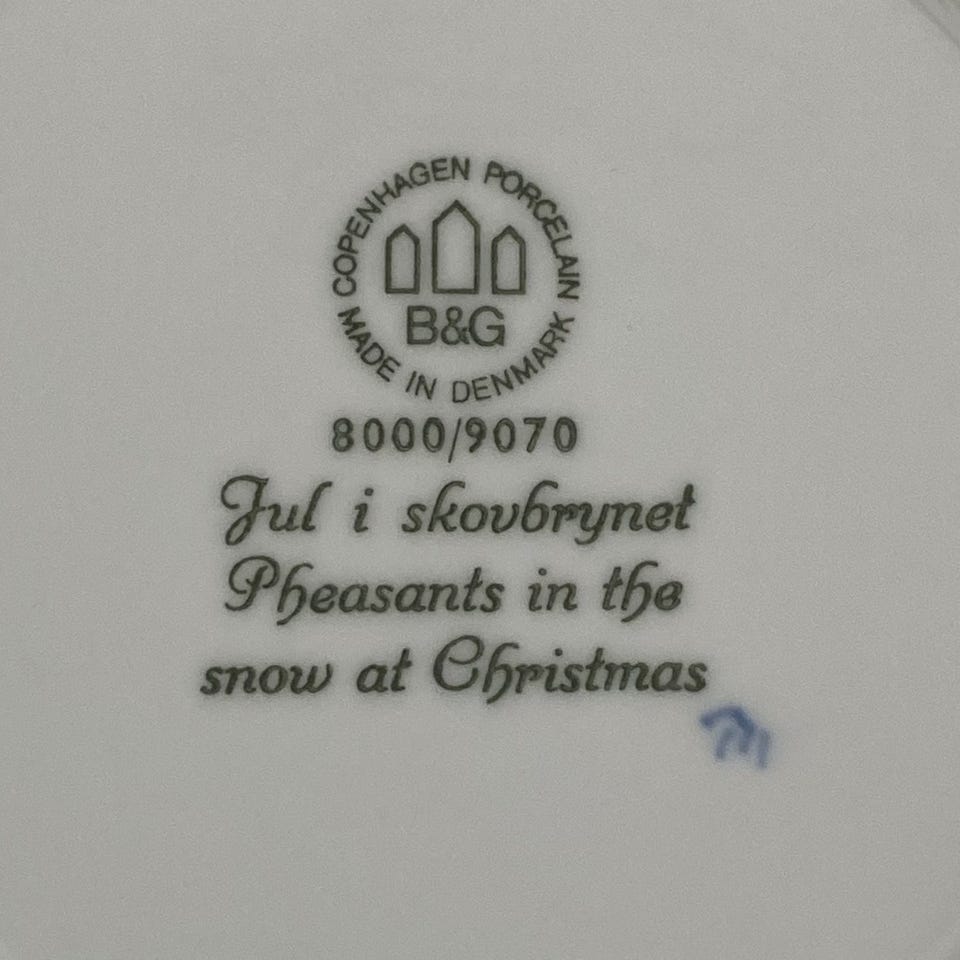 COPENHAGEN PORCELAIN
B&G
MADE IN DENMARK
8000/9070
Jul i skovbrynet
Pheasants in the
snow at Christmas